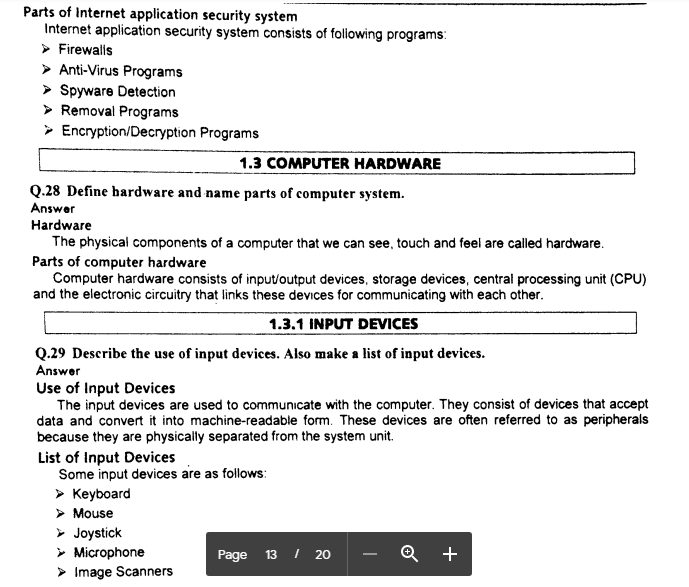 Parts of Internet application security system
Internet application security system consists of following programs:
➤ Firewalls
➤ Anti-Virus Programs
➤ Spyware Detection
➤ Removal Programs
➤ Encryption/Decryption Programs
1.3 COMPUTER HARDWARE
Q.28 Define hardware and name parts of computer system.
Answer
Hardware
The physical components of a computer that we can see, touch and feel are called hardware.
Parts of computer hardware
Computer hardware consists of input/output devices, storage devices, central processing unit (CPU)
and the electronic circuitry that links these devices for communicating with each other.
1.3.1 INPUT DEVICES
Q.29 Describe the use of input devices. Also make a list of input devices.
Answer
Use of Input Devices
The input devices are used to communicate with the computer. They consist of devices that accept
data and convert it into machine-readable form. These devices are often referred to as peripherals
because they are physically separated from the system unit.
List of Input Devices
Some input devices are as follows:
➤ Keyboard
➤ Mouse
➤ Joystick
➤ Microphone
➤ Image Scanners
Page 13 / 20